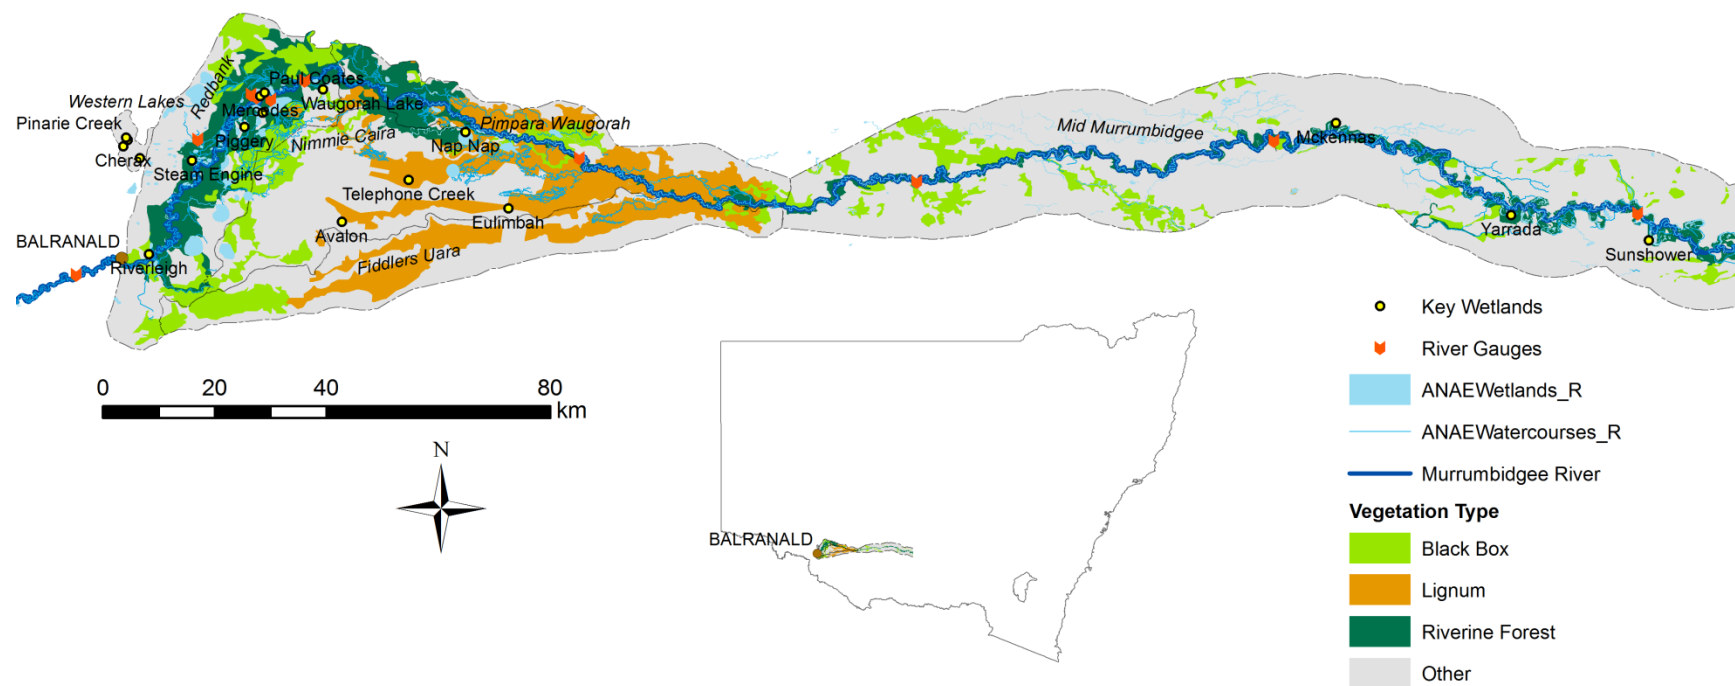 Western Lakes
Redbank
Paul Coates
Pinarie Creek
Mercedes
Waugorah Lake
Piggery
Nimmie Caira
Pimpara Waugorah
Nap Nap
Mid Murrumbidgee
Mckennas
Cherax
Steam Engine
Telephone Creek
Eulimbah
Avalon
Yarrada
BALRANALD
Riverleigh
Fiddlers Uara
Sunshower
0 20 40 80
km
N
BALRANALD
Key Wetlands
River Gauges
ANAEWetlands_R
ANAEWatercourses_R
Murrumbidgee River
Vegetation Type
Black Box
Lignum
Riverine Forest
Other